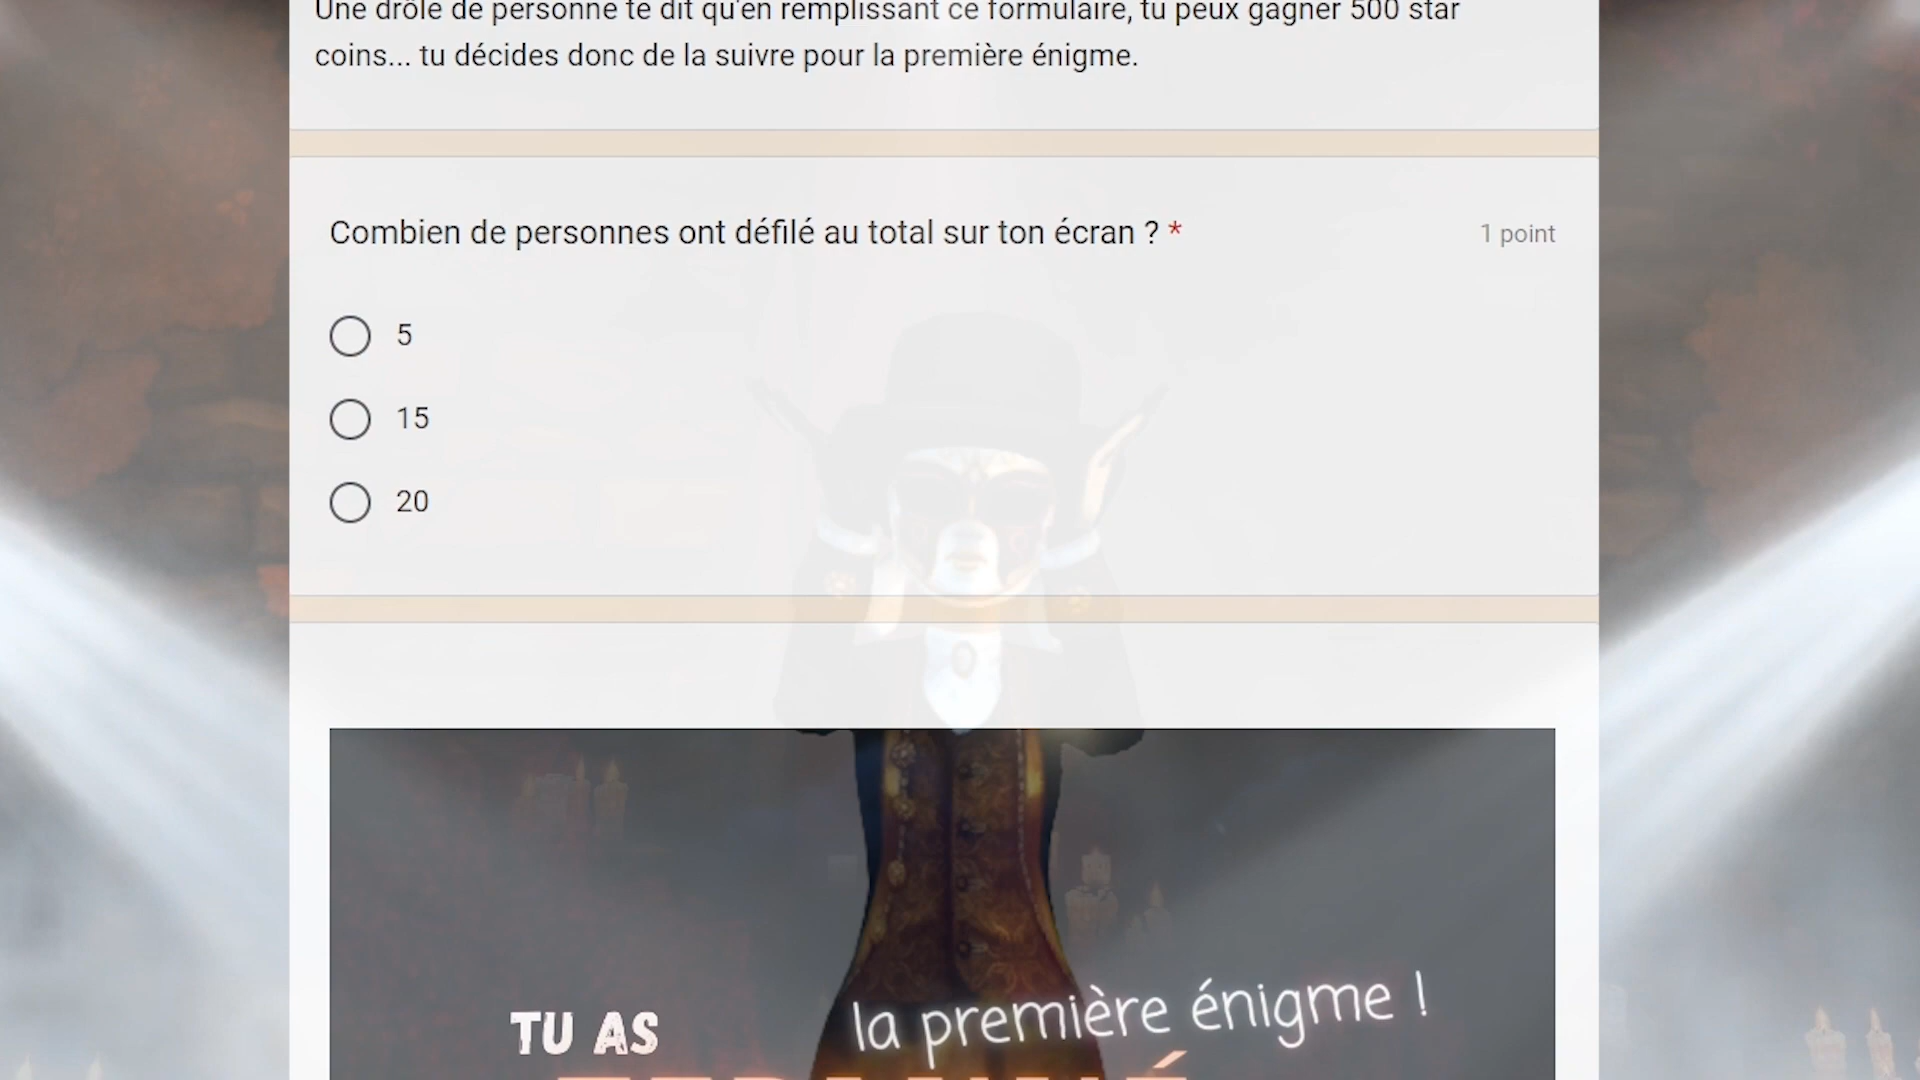 Une drôle de personne te dit qu'en remplissant ce formulaire, tu peux gagner 500 star
coins... tu décides donc de la suivre pour la première énigme.
Combien de personnes ont défilé au total sur ton écran ? *
1 point
5
15
20
la première énigme !
TU AS